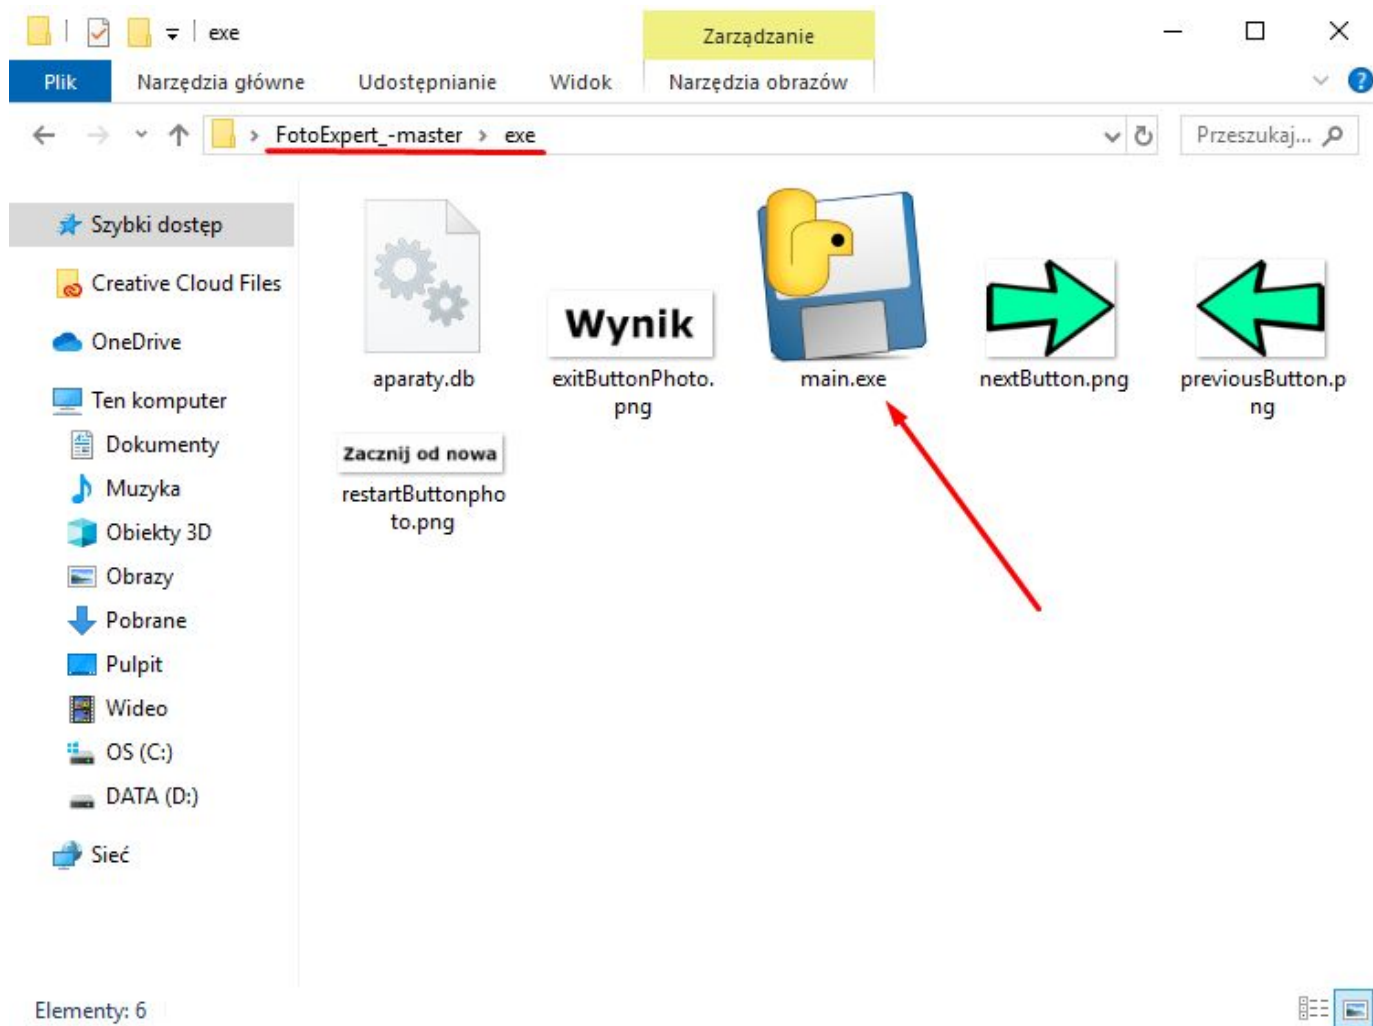 exe
Zarządzanie
Plik
Narzędzia główne
Udostępnianie
Widok
Narzędzia obrazów
FotoExpert_-master > exe
Przeszukaj...
Szybki dostęp
Creative Cloud Files
OneDrive
Ten komputer
Dokumenty
Muzyka
Obiekty 3D
Obrazy
Pobrane
Pulpit
Wideo
OS (C:)
DATA (D:)
Sieć
aparaty.db
Wynik
exitButtonPhoto.
png
main.exe
nextButton.png
previousButton.p
ng
Zacznij od nowa
restartButtonpho
to.png
Elementy: 6